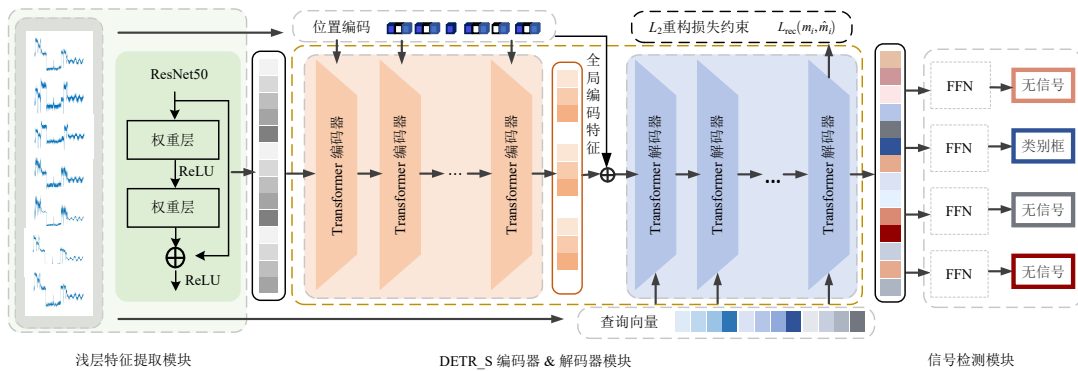 位置编码
L₂重构损失约束 L_rec(m_i, m̂_i)
ResNet50
权重层
ReLU
权重层
ReLU
Transformer 编码器
Transformer 编码器
...
Transformer 编码器
全局编码特征
Transformer 解码器
Transformer 解码器
...
Transformer 解码器
FFN
无信号
FFN
类别框
FFN
无信号
FFN
无信号
查询向量
浅层特征提取模块
DETR_S 编码器 & 解码器模块
信号检测模块